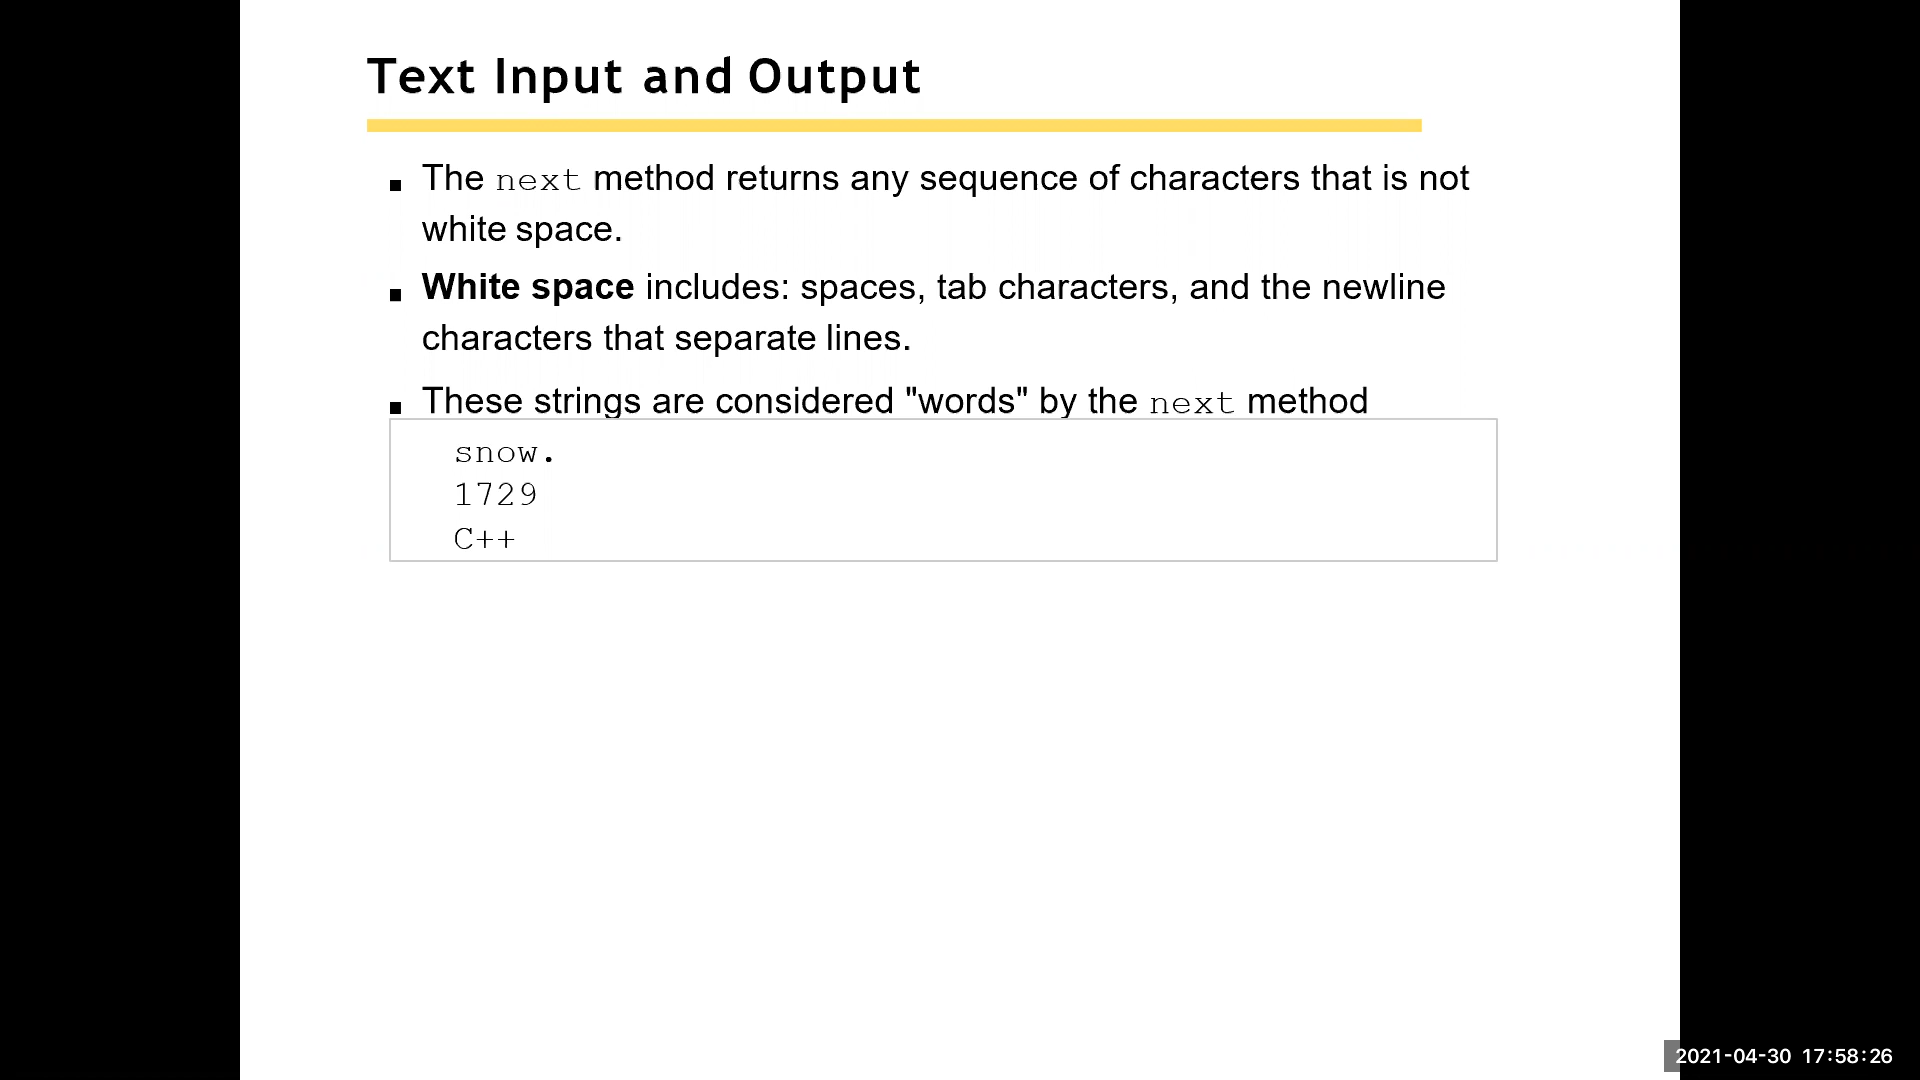 Text Input and Output
▪ The next method returns any sequence of characters that is not
white space.
▪ White space includes: spaces, tab characters, and the newline
characters that separate lines.
▪ These strings are considered "words" by the next method
snow.
1729
C++
2021-04-30 17:58:26